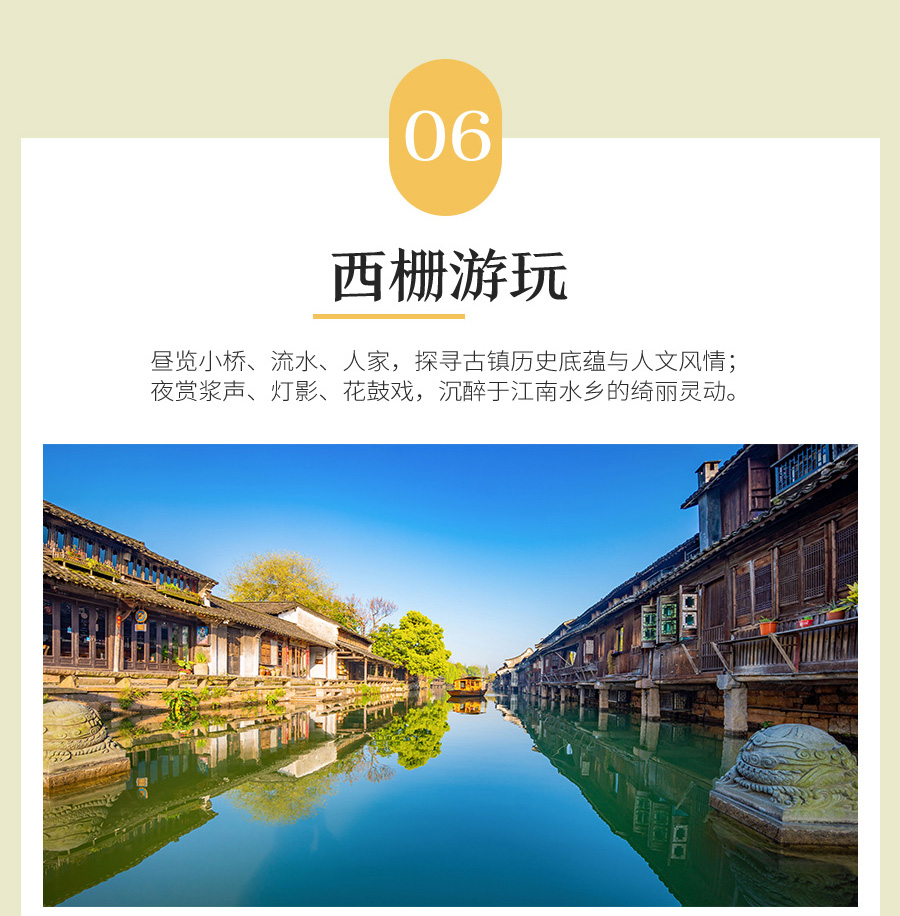 06
西栅游玩
昼览小桥、流水、人家，探寻古镇历史底蕴与人文风情；
夜赏浆声、灯影、花鼓戏，沉醉于江南水乡的绮丽灵动。